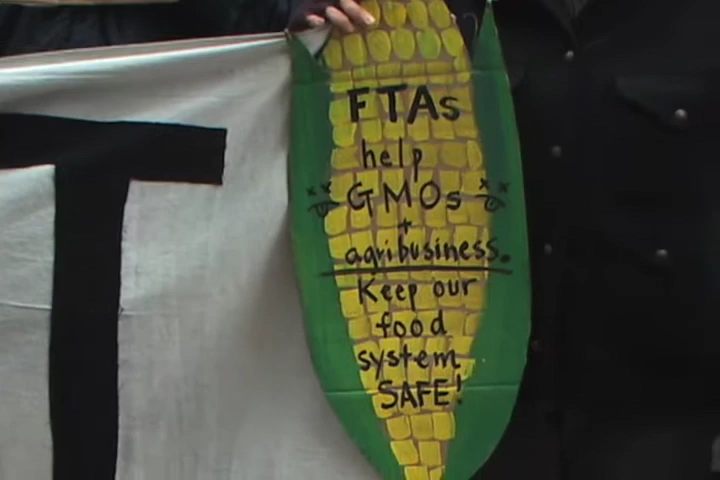 T
FTAs
help
GMOs
+
agribusiness.
Keep our
food
system
SAFE!